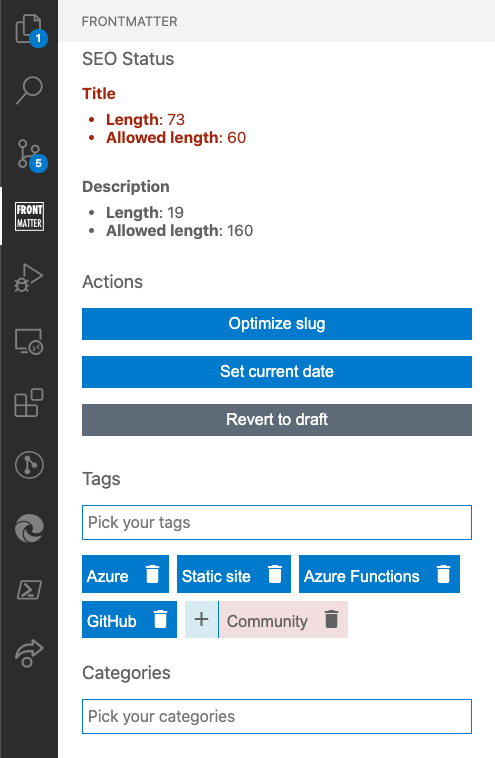 FRONTMATTER
1
SEO Status
Title
• Length: 73
• Allowed length: 60
5
Description
FRONT
MATTER
• Length: 19
• Allowed length: 160
Actions
Optimize slug
Set current date
Revert to draft
Tags
Pick your tags
Azure Static site Azure Functions
GitHub + Community
Categories
Pick your categories